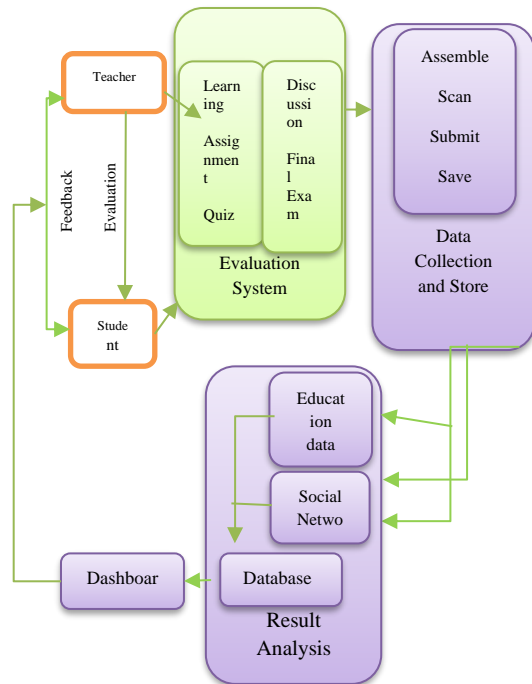 Teacher
Feedback
Evaluation
Stude
nt
Learn
ing
Assig
nmen
t
Quiz
Disc
ussi
on
Fina
l
Exa
m
Evaluation
System
Assemble
Scan
Submit
Save
Data
Collection
and Store
Educat
ion
data
Social
Netwo
Database
Result
Analysis
Dashboar